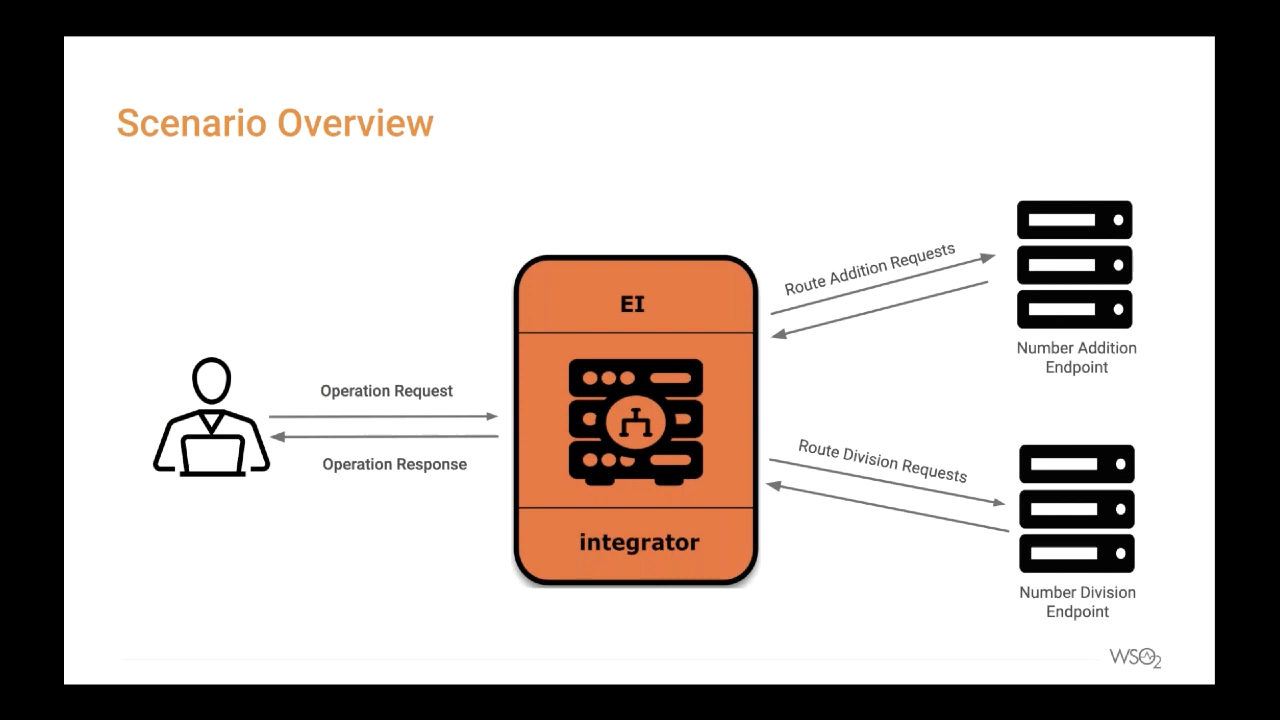 Scenario Overview
EI
integrator
Operation Request
Operation Response
Route Addition Requests
Number Addition
Endpoint
Route Division Requests
Number Division
Endpoint
WSO2